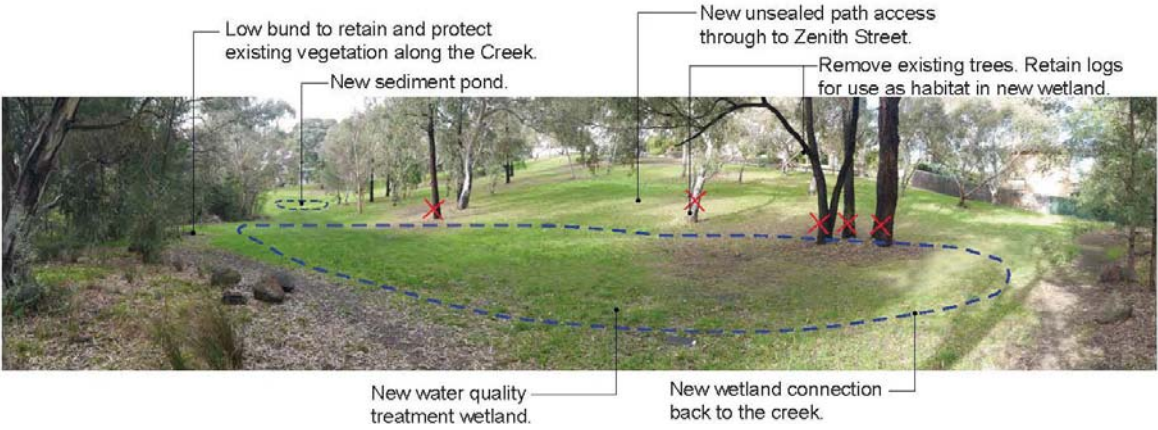 Low bund to retain and protect
existing vegetation along the Creek.
New sediment pond.
New unsealed path access
through to Zenith Street.
Remove existing trees. Retain logs
for use as habitat in new wetland.
New water quality
treatment wetland.
New wetland connection
back to the creek.